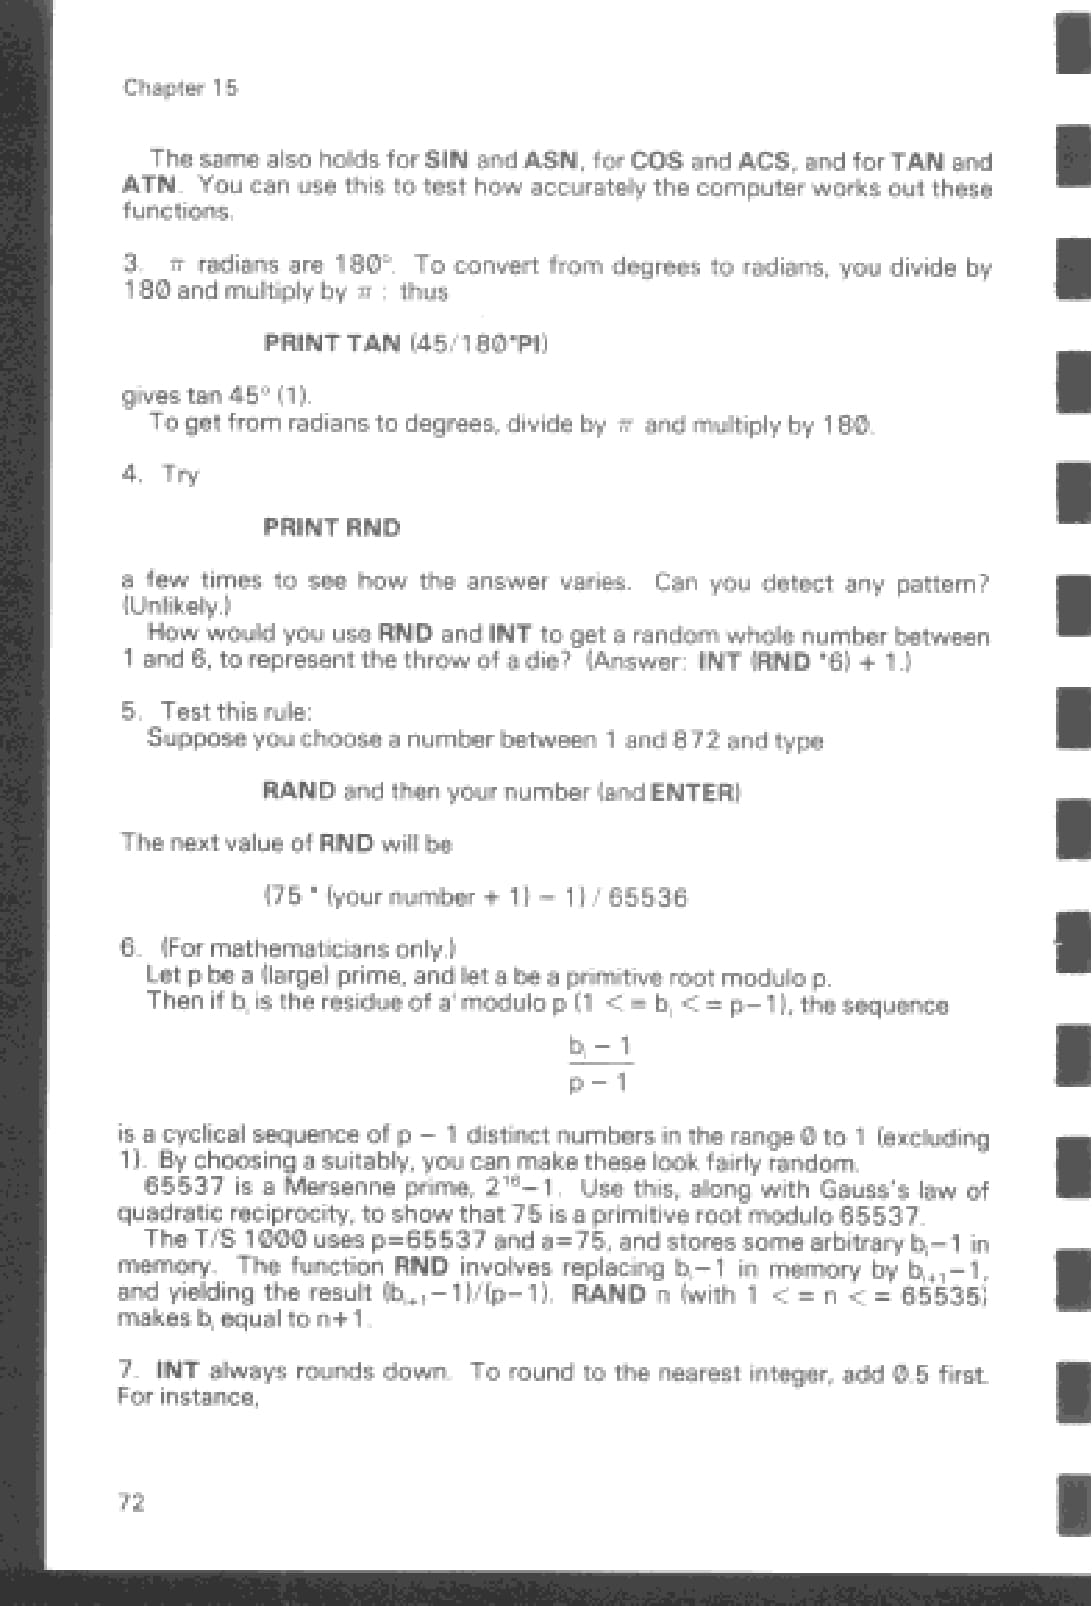 Chapter 15
The same also holds for SIN and ASN, for COS and ACS, and for TAN and
ATN. You can use this to test how accurately the computer works out these
functions.
3. π radians are 180°. To convert from degrees to radians, you divide by
180 and multiply by π : thus
PRINT TAN (45/180*PI)
gives tan 45° (1).
To get from radians to degrees, divide by π and multiply by 180.
4. Try
PRINT RND
a few times to see how the answer varies. Can you detect any pattern?
(Unlikely.)
How would you use RND and INT to get a random whole number between
1 and 6, to represent the throw of a die? (Answer: INT (RND *6) + 1.)
5. Test this rule:
Suppose you choose a number between 1 and 872 and type
RAND and then your number (and ENTER)
The next value of RND will be
(75 * (your number + 1) − 1) / 65536
6. (For mathematicians only.)
Let p be a (large) prime, and let a be a primitive root modulo p.
Then if bᵢ is the residue of aⁱ modulo p (1 < = bᵢ < = p−1), the sequence
bᵢ − 1
p − 1
is a cyclical sequence of p − 1 distinct numbers in the range 0 to 1 (excluding
1). By choosing a suitably, you can make these look fairly random.
65537 is a Mersenne prime, 2¹⁶−1. Use this, along with Gauss's law of
quadratic reciprocity, to show that 75 is a primitive root modulo 65537.
The T/S 1000 uses p=65537 and a=75, and stores some arbitrary bᵢ−1 in
memory. The function RND involves replacing bᵢ−1 in memory by bᵢ₊₁−1,
and yielding the result (bᵢ₊₁−1)/(p−1). RAND n (with 1 < = n < = 65535)
makes bᵢ equal to n+1.
7. INT always rounds down. To round to the nearest integer, add 0.5 first.
For instance,
72